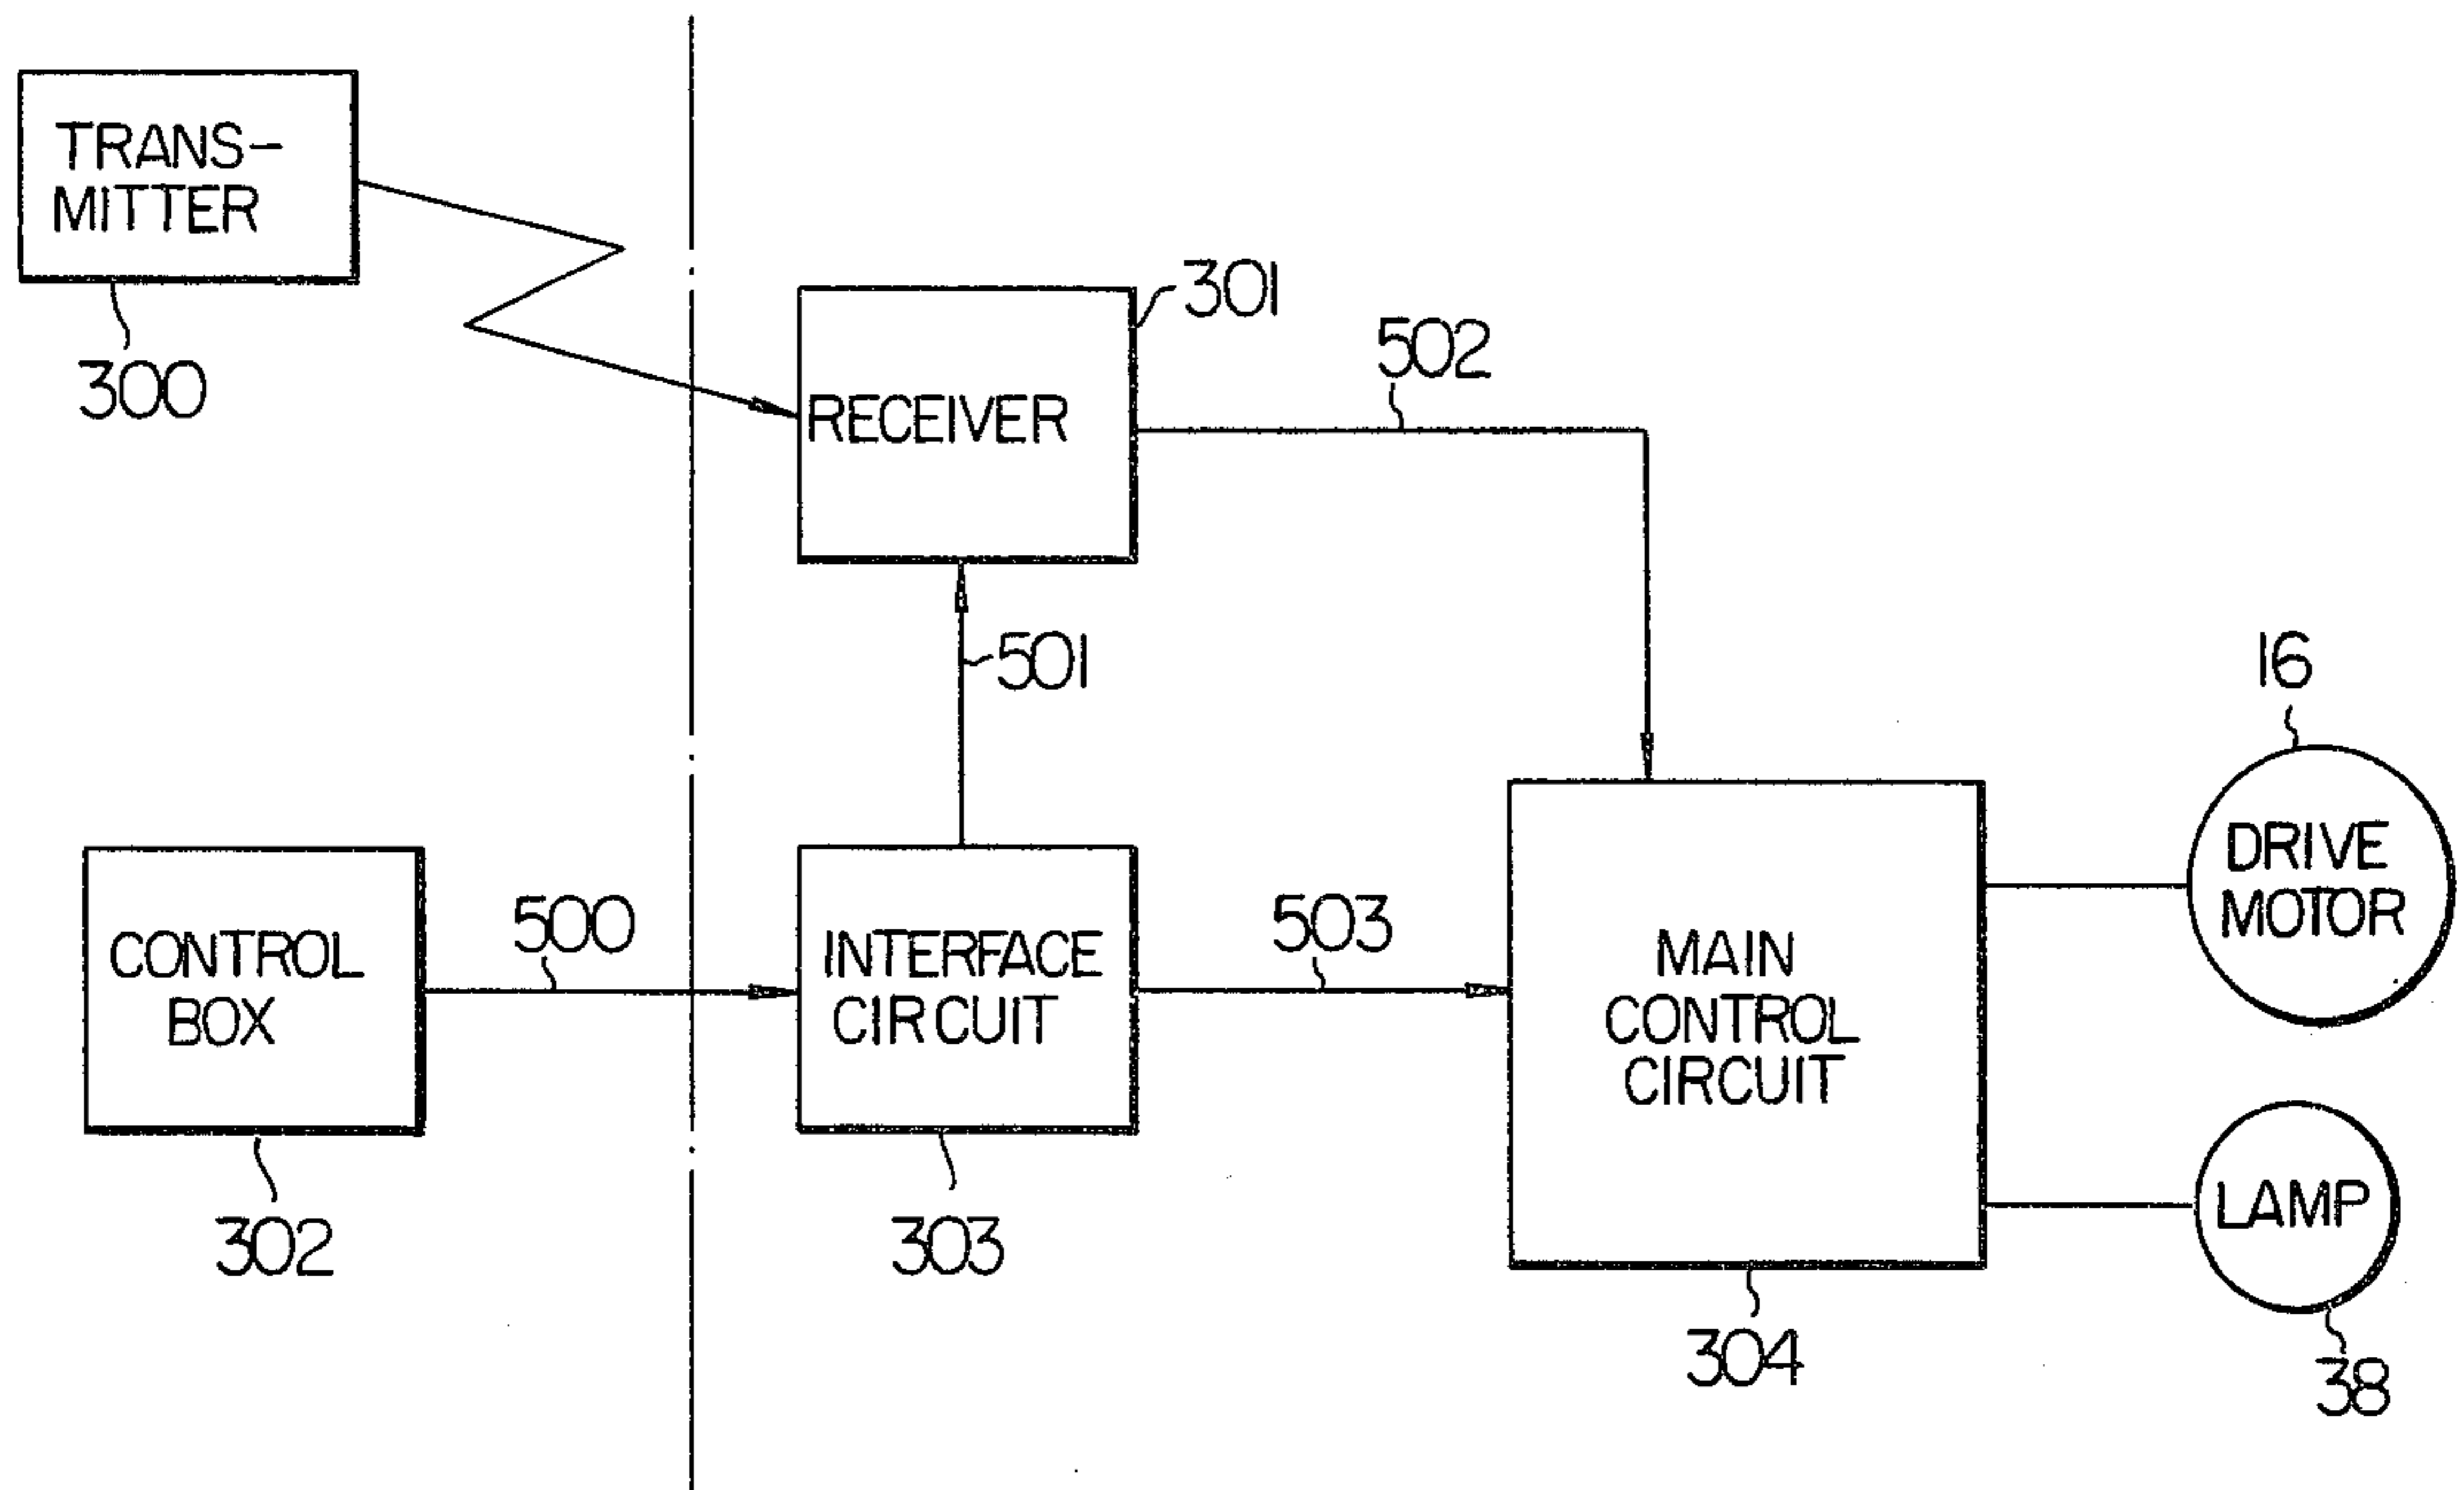 TRANS-
MITTER
300
301
RECEIVER
502
501
16
DRIVE
MOTOR
CONTROL
BOX
302
500
INTERFACE
CIRCUIT
303
503
MAIN
CONTROL
CIRCUIT
304
LAMP
38